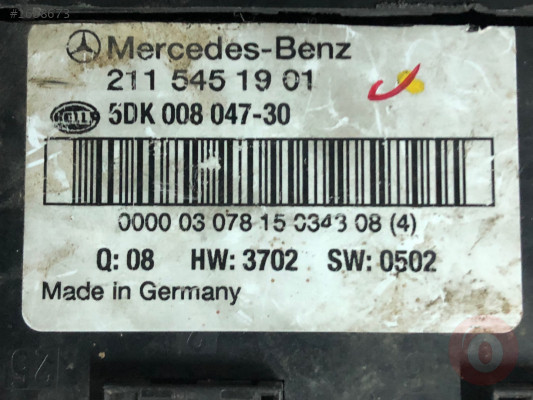 Mercedes-Benz
211 545 19 01
HELLA 5DK 008 047-30
0000 03 078 15 0343 08 (4)
Q: 08 HW: 3702 SW: 0502
Made in Germany